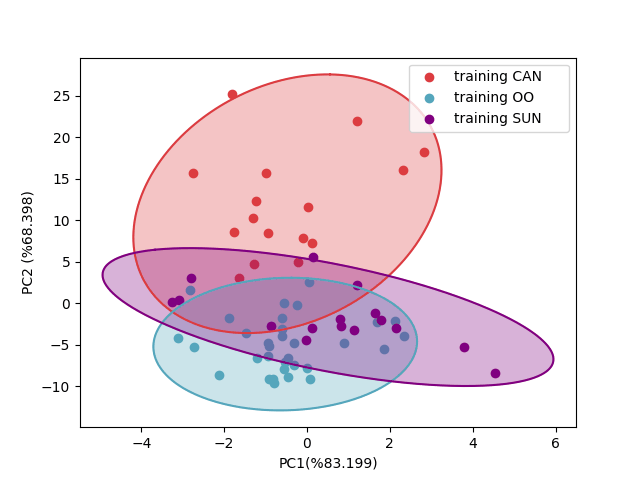 training CAN
training OO
training SUN
25
20
15
10
5
0
−5
−10
PC2 (%68.398)
−4
−2
0
2
4
6
PC1(%83.199)